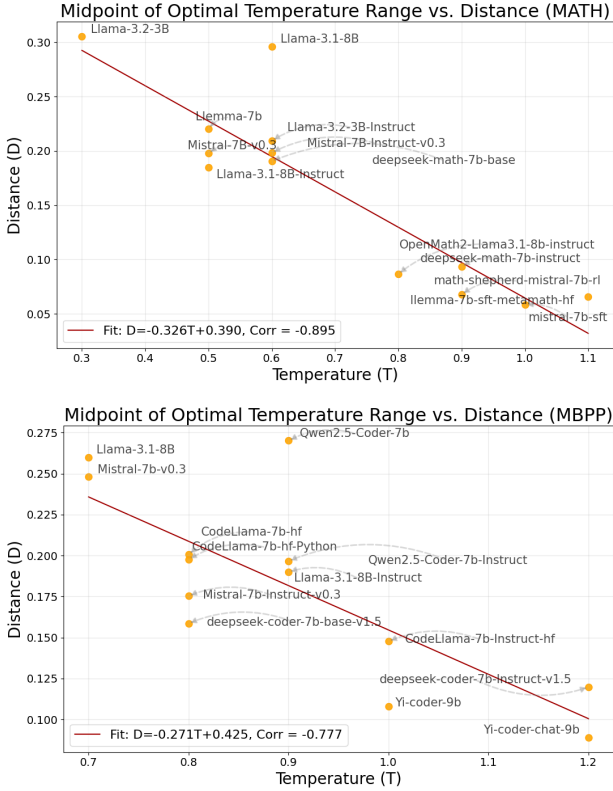 Midpoint of Optimal Temperature Range vs. Distance (MATH)
Distance (D)
0.30
0.25
0.20
0.15
0.10
0.05
Llama-3.2-3B
Llama-3.1-8B
Llemma-7b
Llama-3.2-3B-Instruct
Mistral-7B-v0.3
Mistral-7B-Instruct-v0.3
deepseek-math-7b-base
Llama-3.1-8B-Instruct
OpenMath2-Llama3.1-8b-instruct
deepseek-math-7b-instruct
math-shepherd-mistral-7b-rl
llemma-7b-sft-metamath-hf
mistral-7b-sft
Fit: D=-0.326T+0.390, Corr = -0.895
0.3 0.4 0.5 0.6 0.7 0.8 0.9 1.0 1.1
Temperature (T)
Midpoint of Optimal Temperature Range vs. Distance (MBPP)
Distance (D)
0.275
0.250
0.225
0.200
0.175
0.150
0.125
0.100
Qwen2.5-Coder-7b
Llama-3.1-8B
Mistral-7b-v0.3
CodeLlama-7b-hf
CodeLlama-7b-hf-Python
Qwen2.5-Coder-7b-Instruct
Llama-3.1-8B-Instruct
Mistral-7b-Instruct-v0.3
deepseek-coder-7b-base-v1.5
CodeLlama-7b-Instruct-hf
deepseek-coder-7b-instruct-v1.5
Yi-coder-9b
Yi-coder-chat-9b
Fit: D=-0.271T+0.425, Corr = -0.777
0.7 0.8 0.9 1.0 1.1 1.2
Temperature (T)